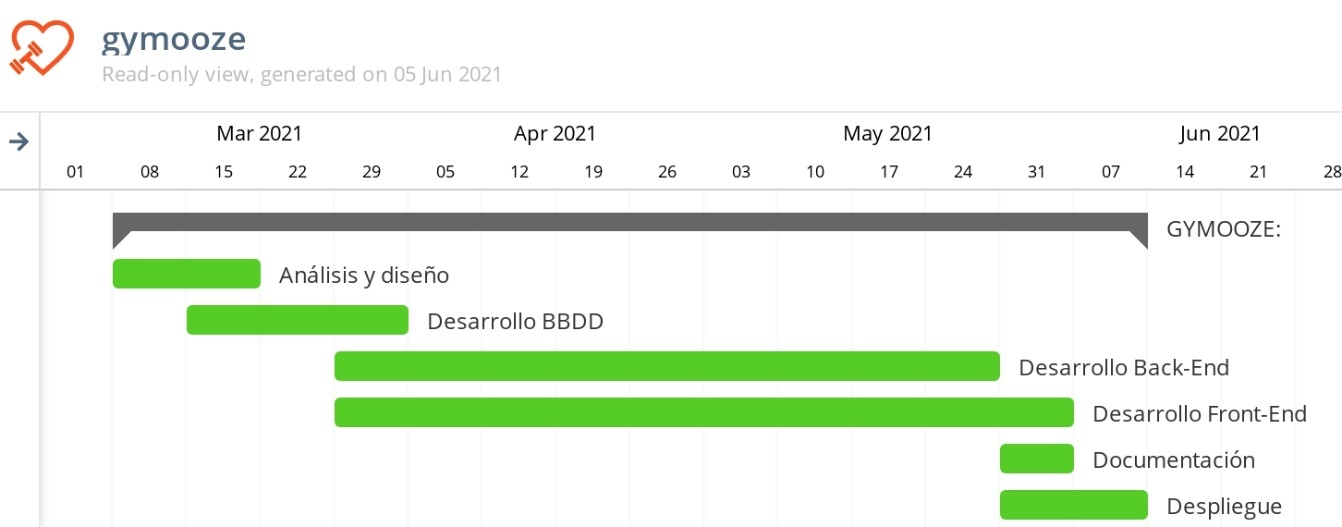 gymooze
Read-only view, generated on 05 Jun 2021
Mar 2021 Apr 2021 May 2021 Jun 2021
01 08 15 22 29 05 12 19 26 03 10 17 24 31 07 14 21 28
GYMOOZE:
Análisis y diseño
Desarrollo BBDD
Desarrollo Back-End
Desarrollo Front-End
Documentación
Despliegue